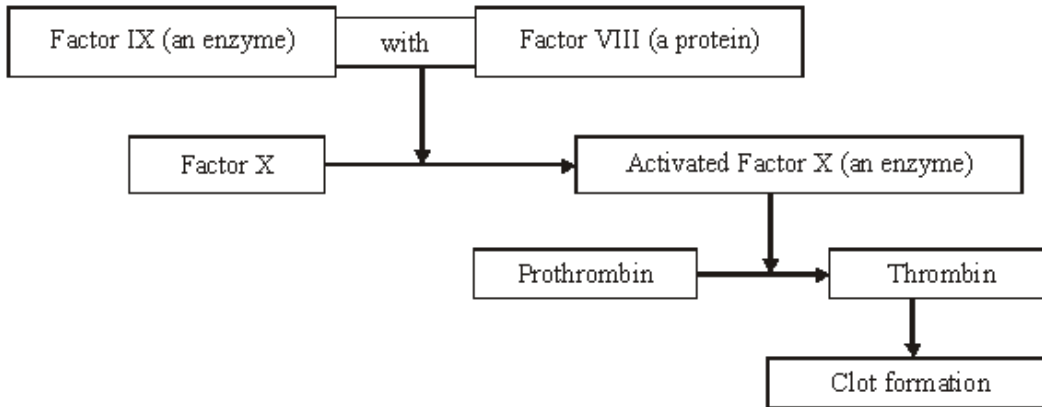 Factor IX (an enzyme)
with
Factor VIII (a protein)
Factor X
Activated Factor X (an enzyme)
Prothrombin
Thrombin
Clot formation